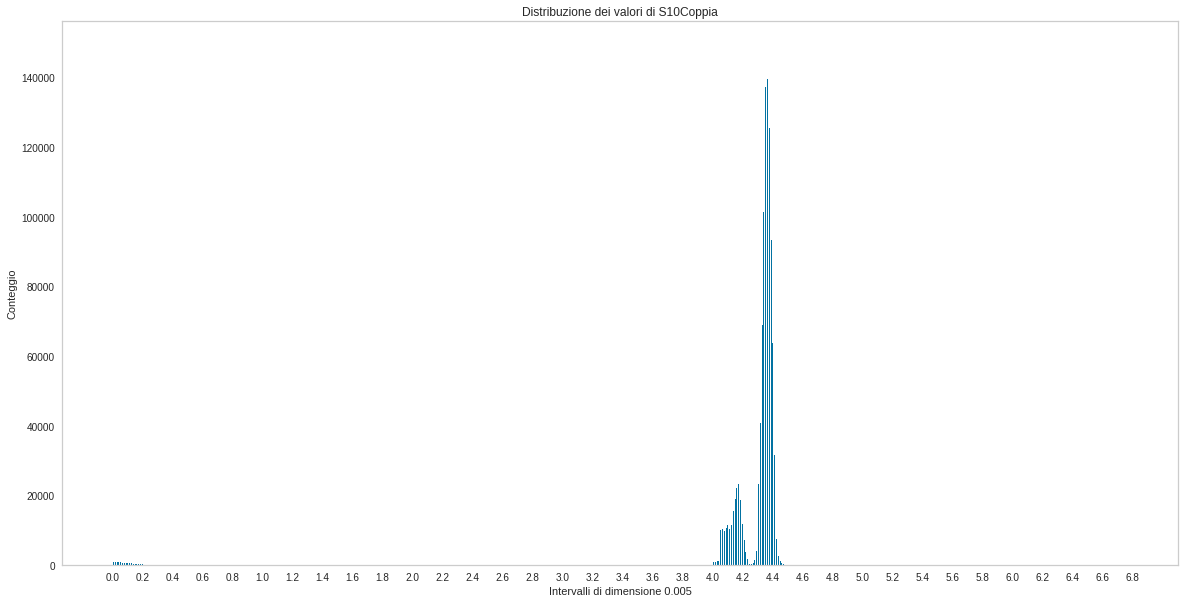 Distribuzione dei valori di S10Coppia
Conteggio
140000
120000
100000
80000
60000
40000
20000
0
0.0 0.2 0.4 0.6 0.8 1.0 1.2 1.4 1.6 1.8 2.0 2.2 2.4 2.6 2.8 3.0 3.2 3.4 3.6 3.8 4.0 4.2 4.4 4.6 4.8 5.0 5.2 5.4 5.6 5.8 6.0 6.2 6.4 6.6 6.8
Intervalli di dimensione 0.005